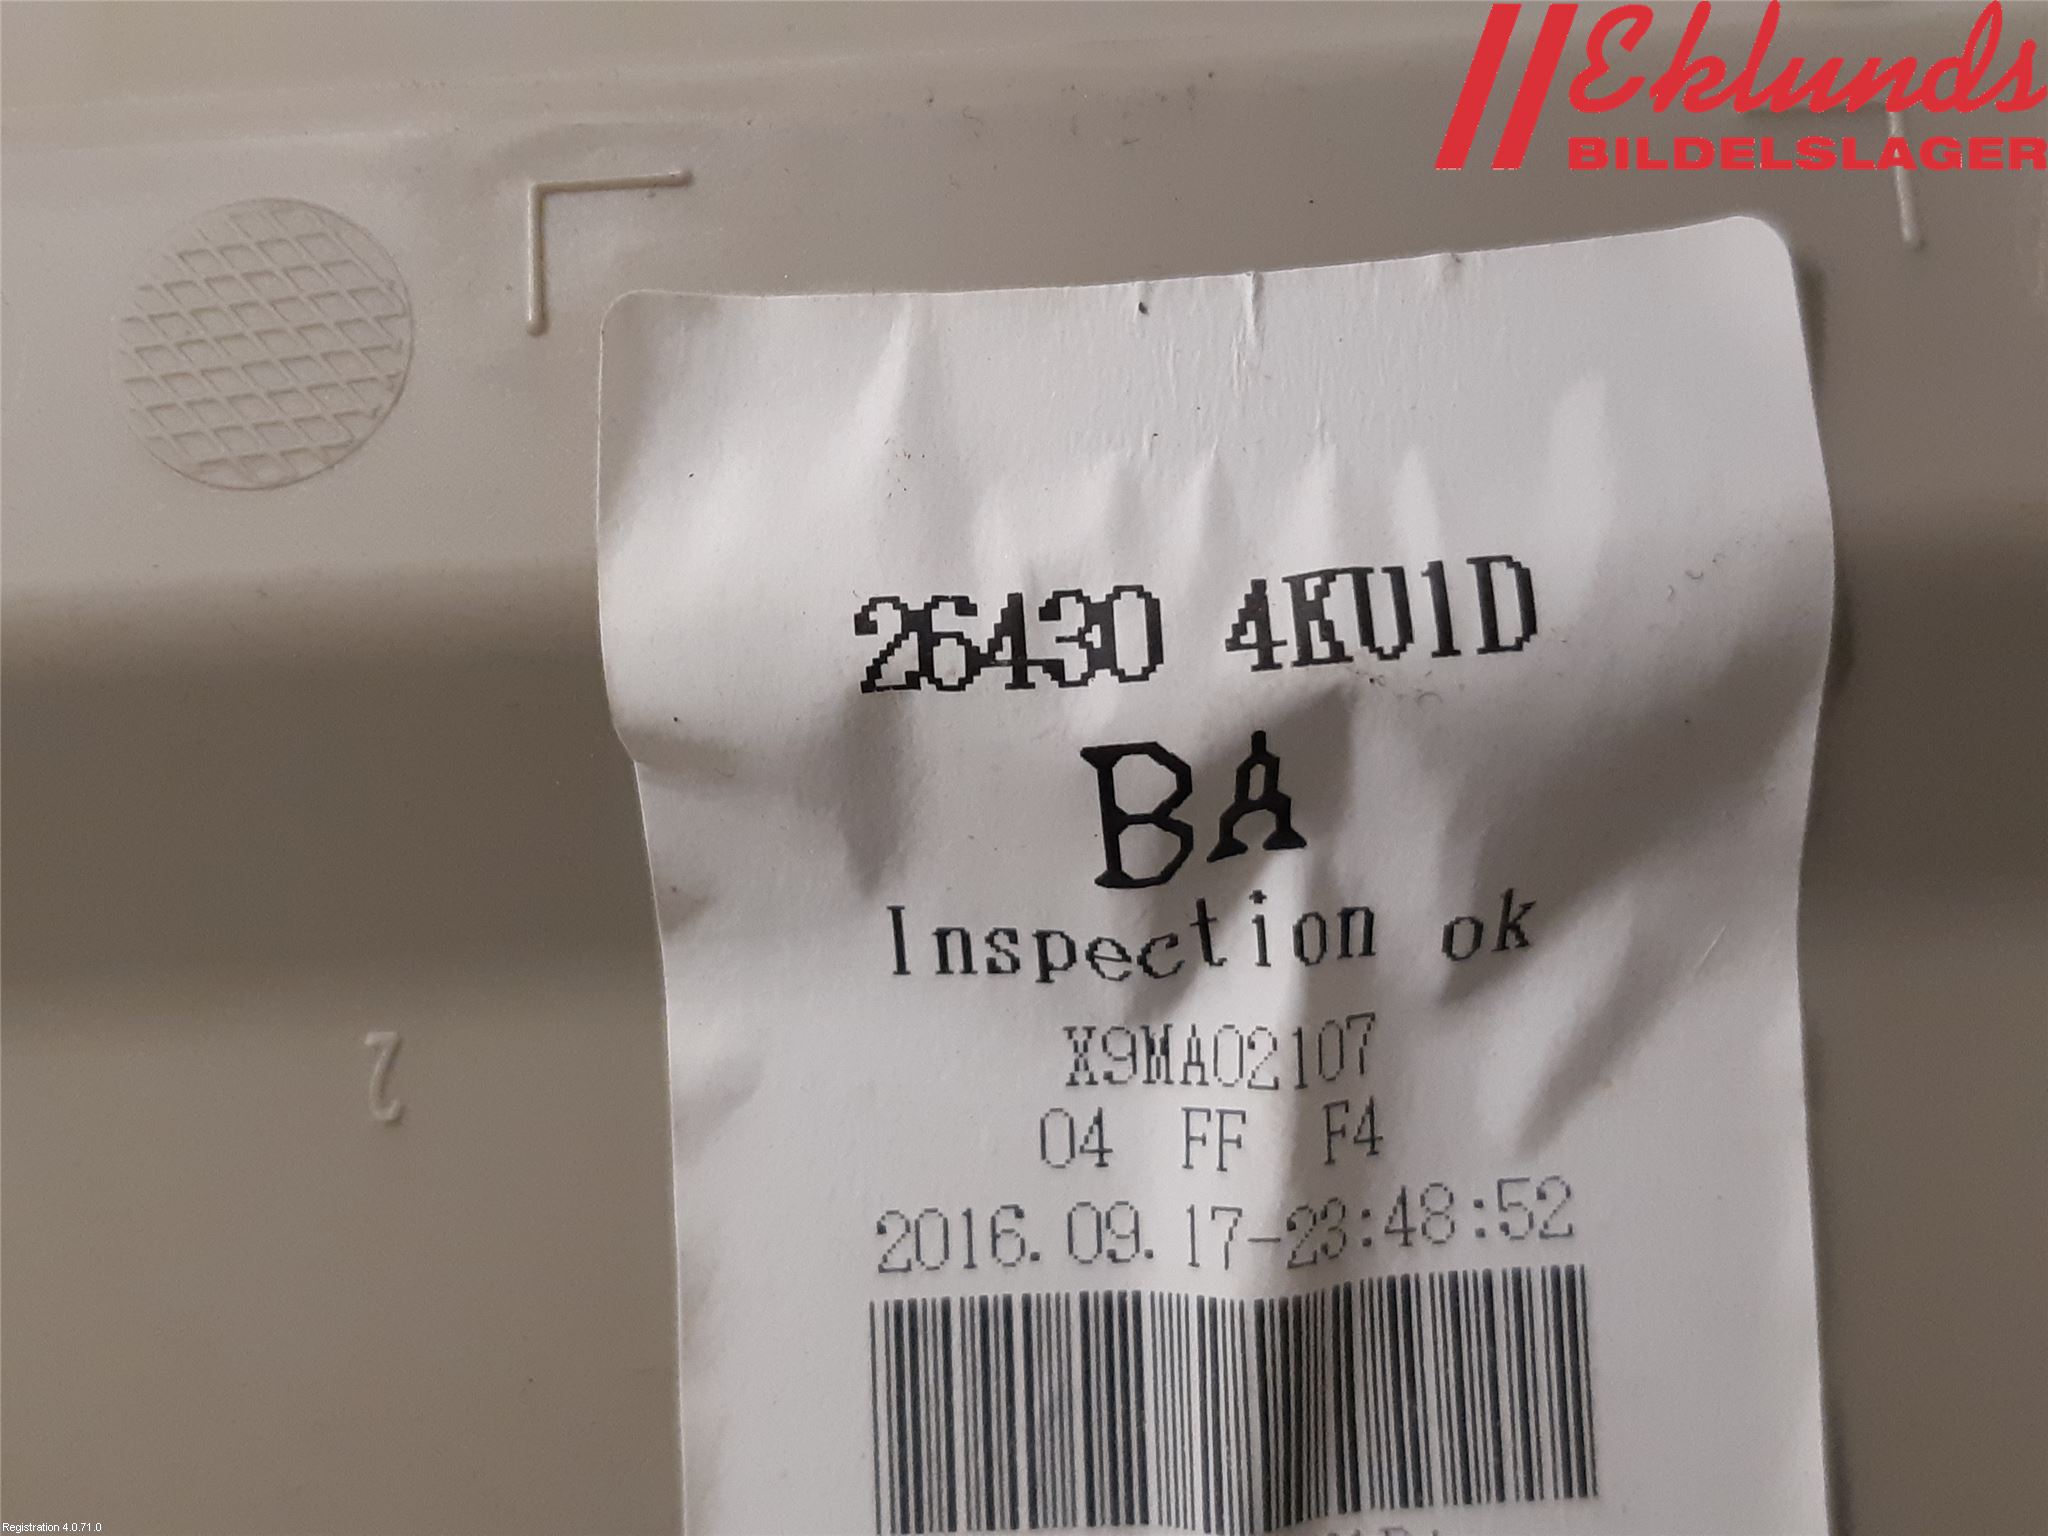 Eklunds
BILDELSLAGER
26430 4KU1D
BA
Inspection ok
X9MA02107
04 FF F4
2016.09.17-23:48:52
2
Registration 4.0.71.0